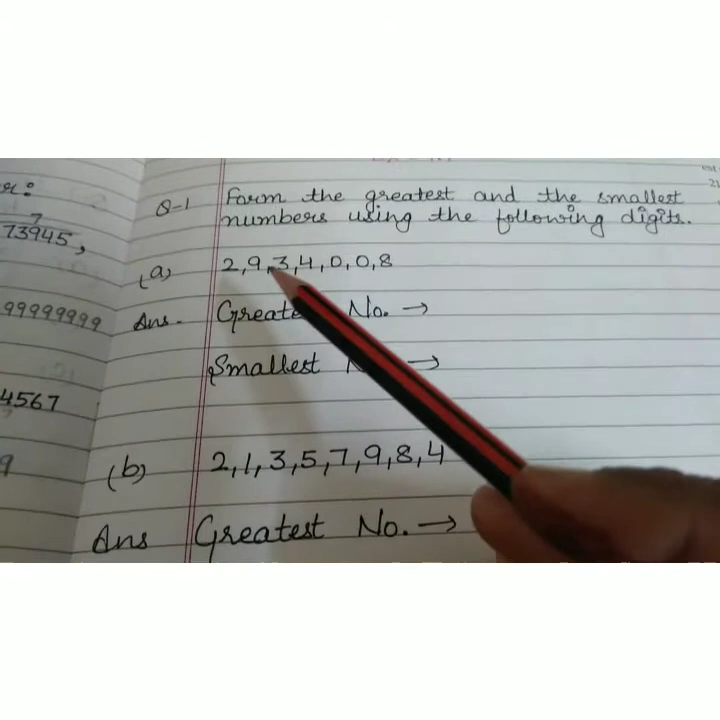 73945,
99999999
4567
9
Q-1 Form the greatest and the smallest
numbers using the following digits.
(a) 2,9,3,4,0,0,8
Ans. Greate No. →
Smallest →
(b) 2,1,3,5,7,9,8,4
Ans Greatest No. →